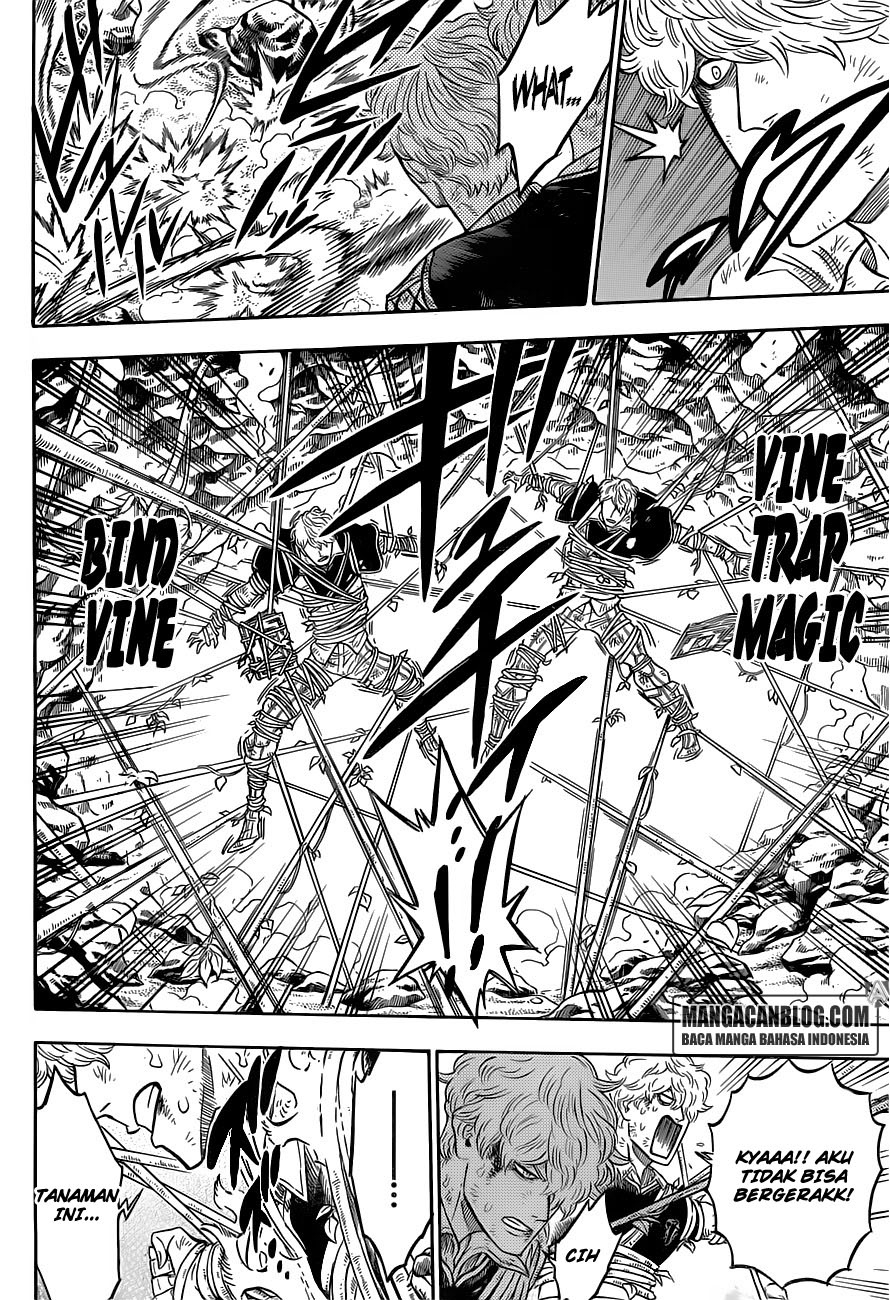 WHAT...
VINE
TRAP
MAGIC
BIND
VINE
!!
MANGACANBLOG.COM
BACA MANGA BAHASA INDONESIA
KYAAA!! AKU
TIDAK BISA
BERGERAKK!
CIH
TANAMAN
INI...